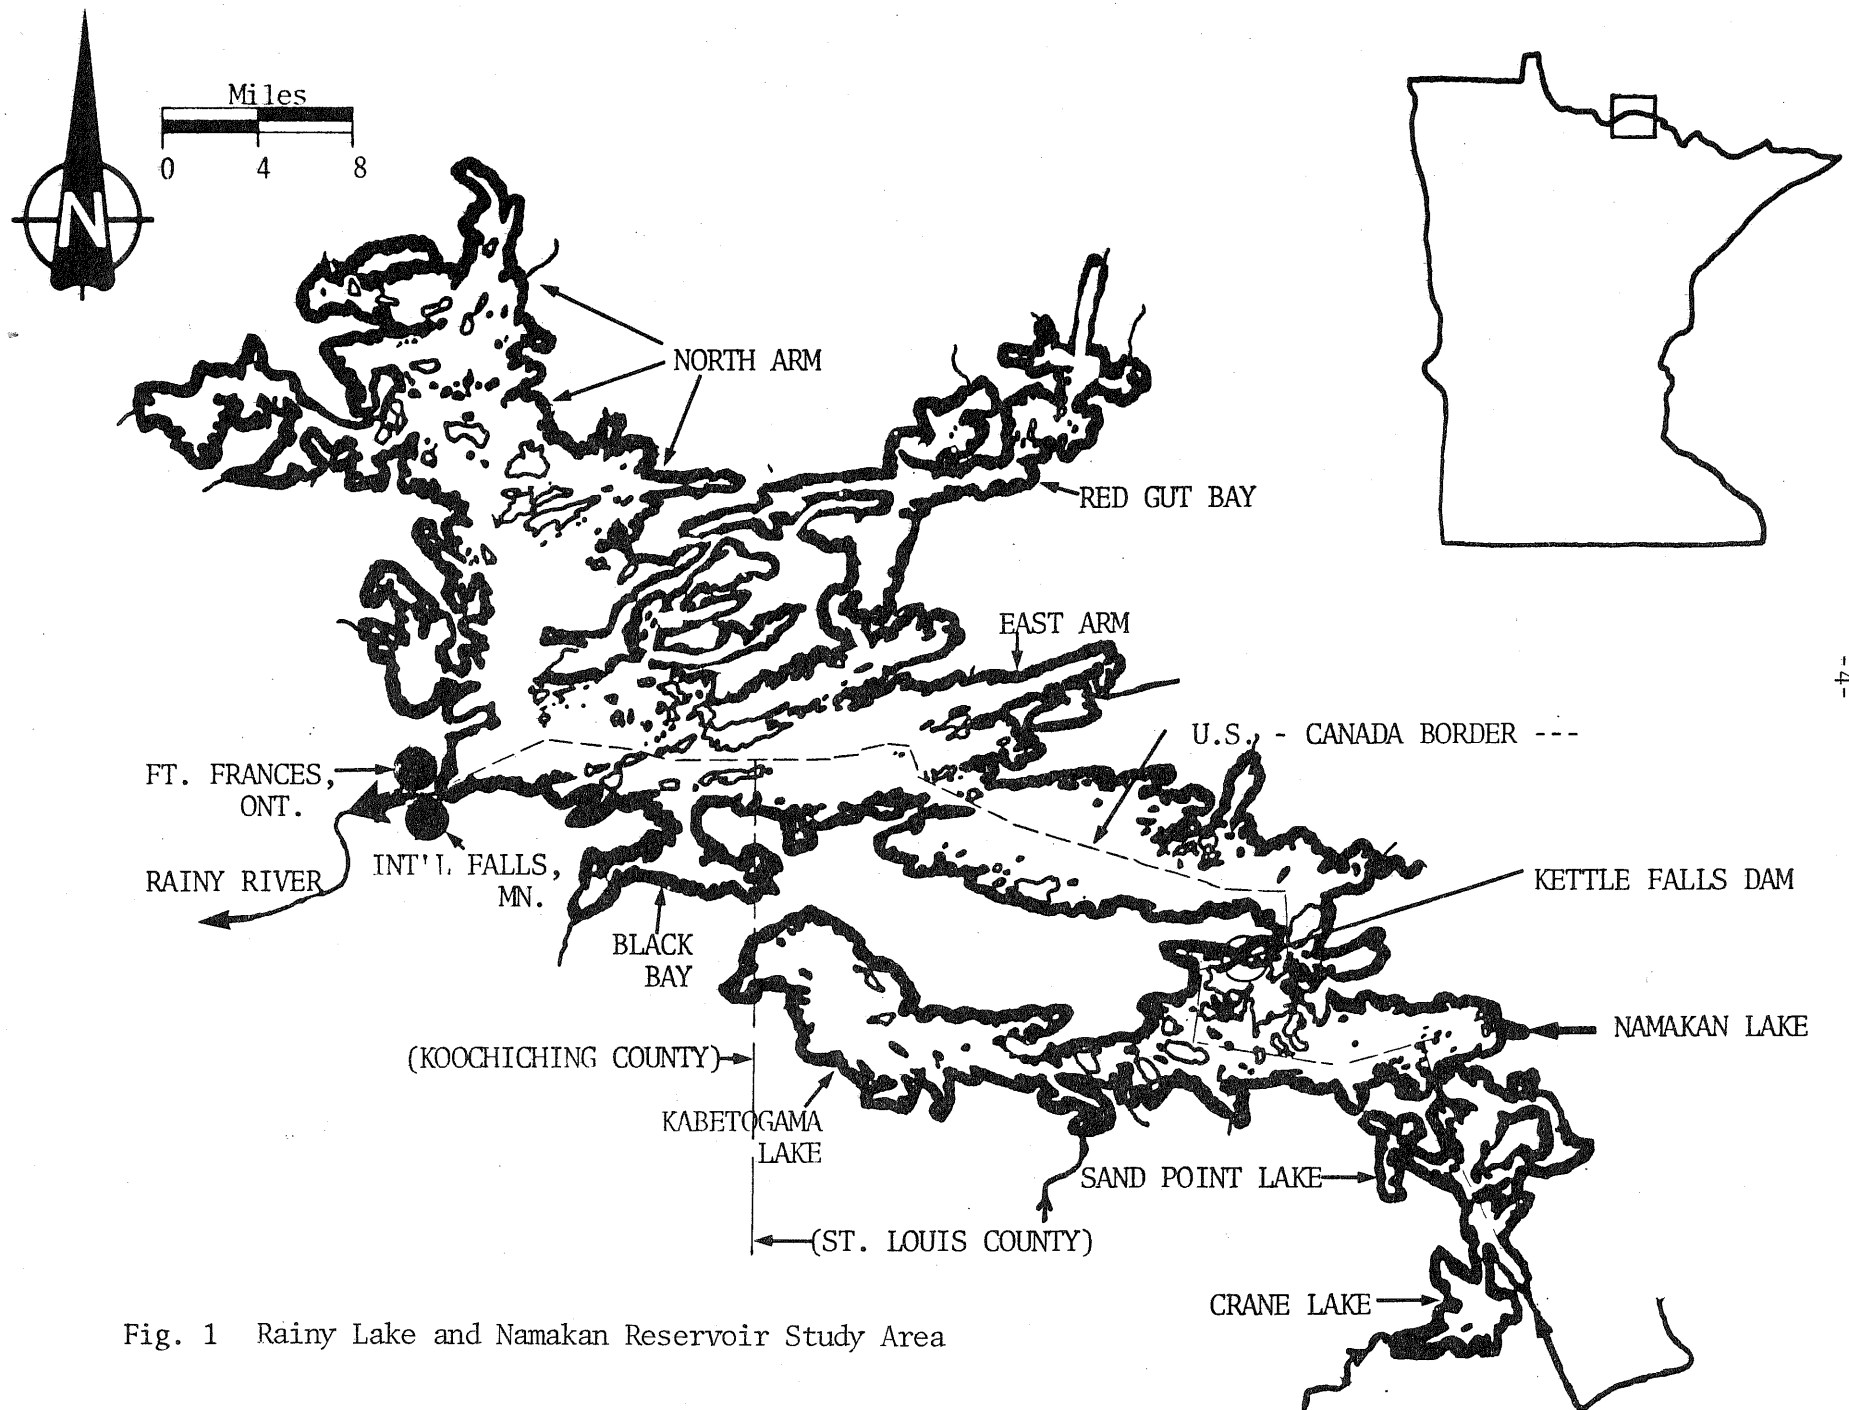 Miles
0 4 8
N
NORTH ARM
RED GUT BAY
EAST ARM
-4-
U.S. - CANADA BORDER ---
FT. FRANCES,
ONT.
INT'L FALLS,
MN.
RAINY RIVER
KETTLE FALLS DAM
BLACK
BAY
NAMAKAN LAKE
(KOOCHICHING COUNTY)
KABETOGAMA
LAKE
SAND POINT LAKE
(ST. LOUIS COUNTY)
CRANE LAKE
Fig. 1 Rainy Lake and Namakan Reservoir Study Area